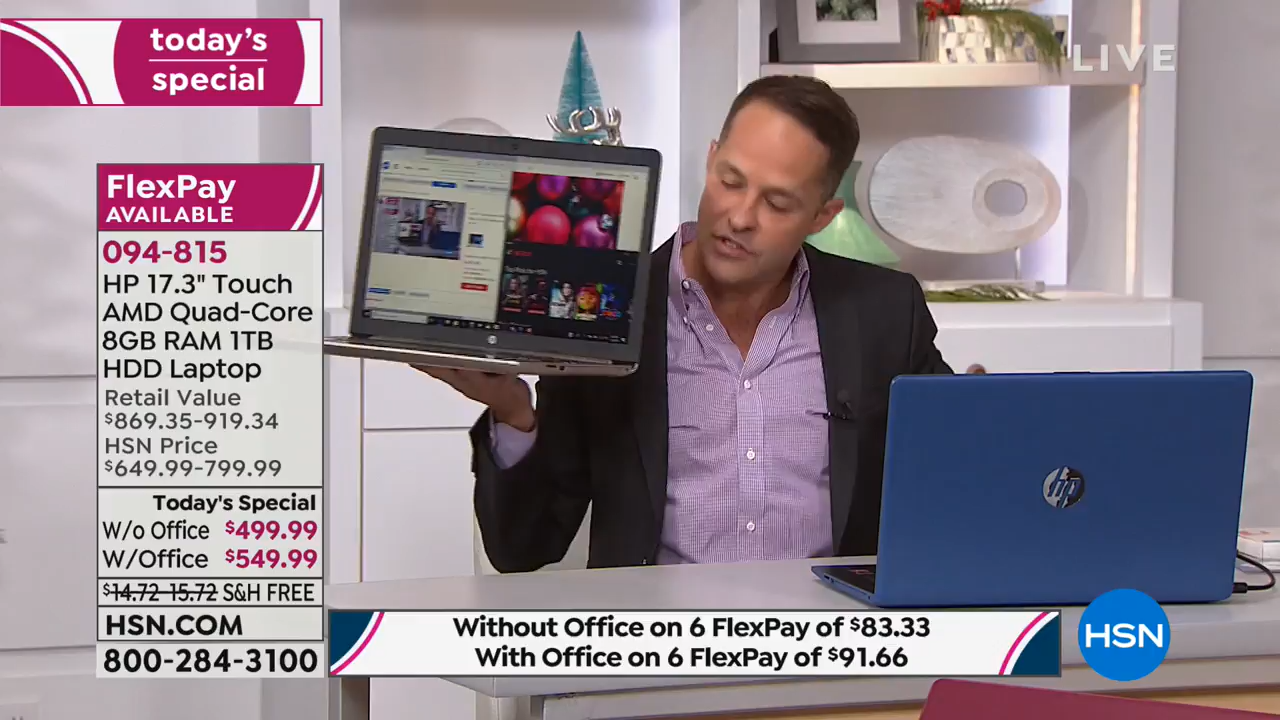 today's
special
LIVE
FlexPay
AVAILABLE
094-815
HP 17.3" Touch
AMD Quad-Core
8GB RAM 1TB
HDD Laptop
Retail Value
$869.35-919.34
HSN Price
$649.99-799.99
Today's Special
W/o Office $499.99
W/Office $549.99
$14.72-15.72 S&H FREE
HSN.COM
800-284-3100
hp
Without Office on 6 FlexPay of $83.33
With Office on 6 FlexPay of $91.66
HSN